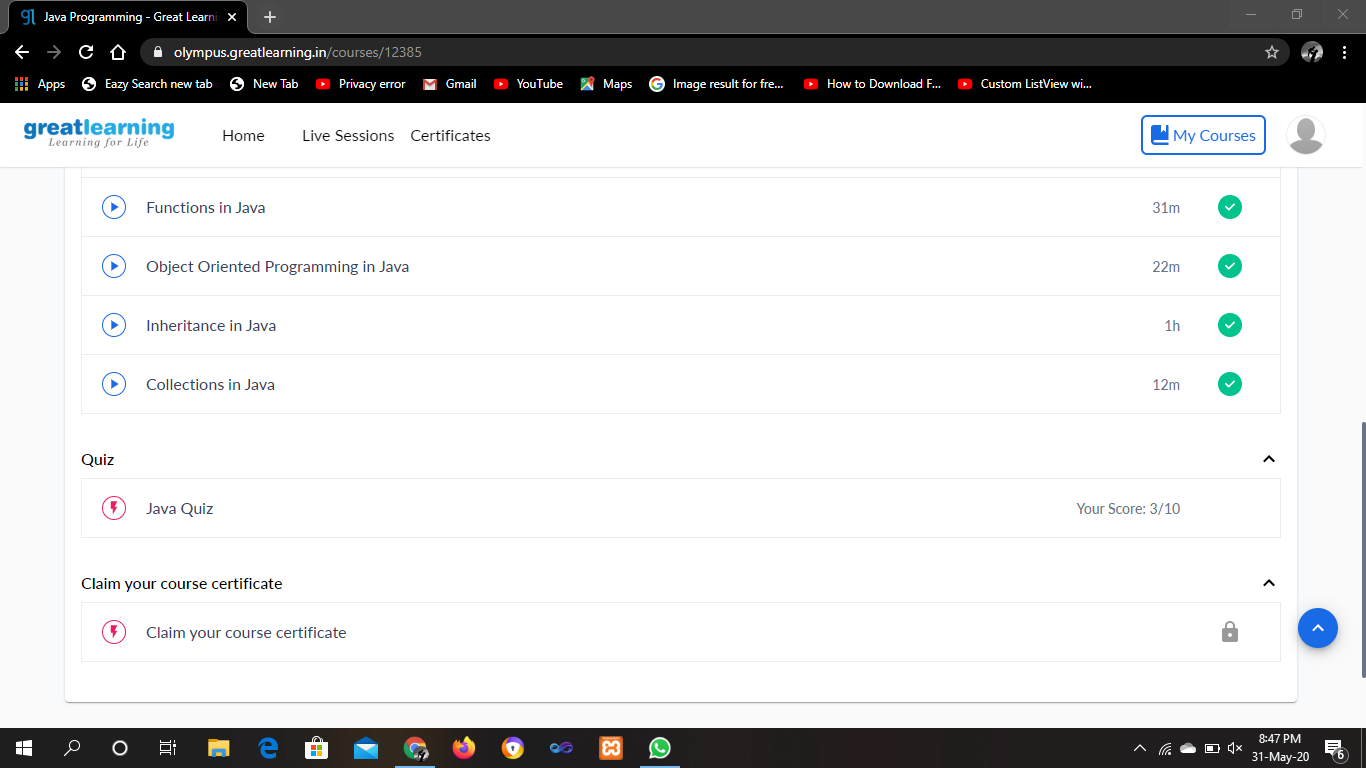 Java Programming - Great Learni
olympus.greatlearning.in/courses/12385
Apps Eazy Search new tab New Tab Privacy error Gmail YouTube Maps Image result for fre... How to Download F... Custom ListView wi...
greatlearning
Learning for Life
Home Live Sessions Certificates My Courses
Functions in Java 31m
Object Oriented Programming in Java 22m
Inheritance in Java 1h
Collections in Java 12m
Quiz
Java Quiz Your Score: 3/10
Claim your course certificate
Claim your course certificate
8:47 PM
31-May-20
6